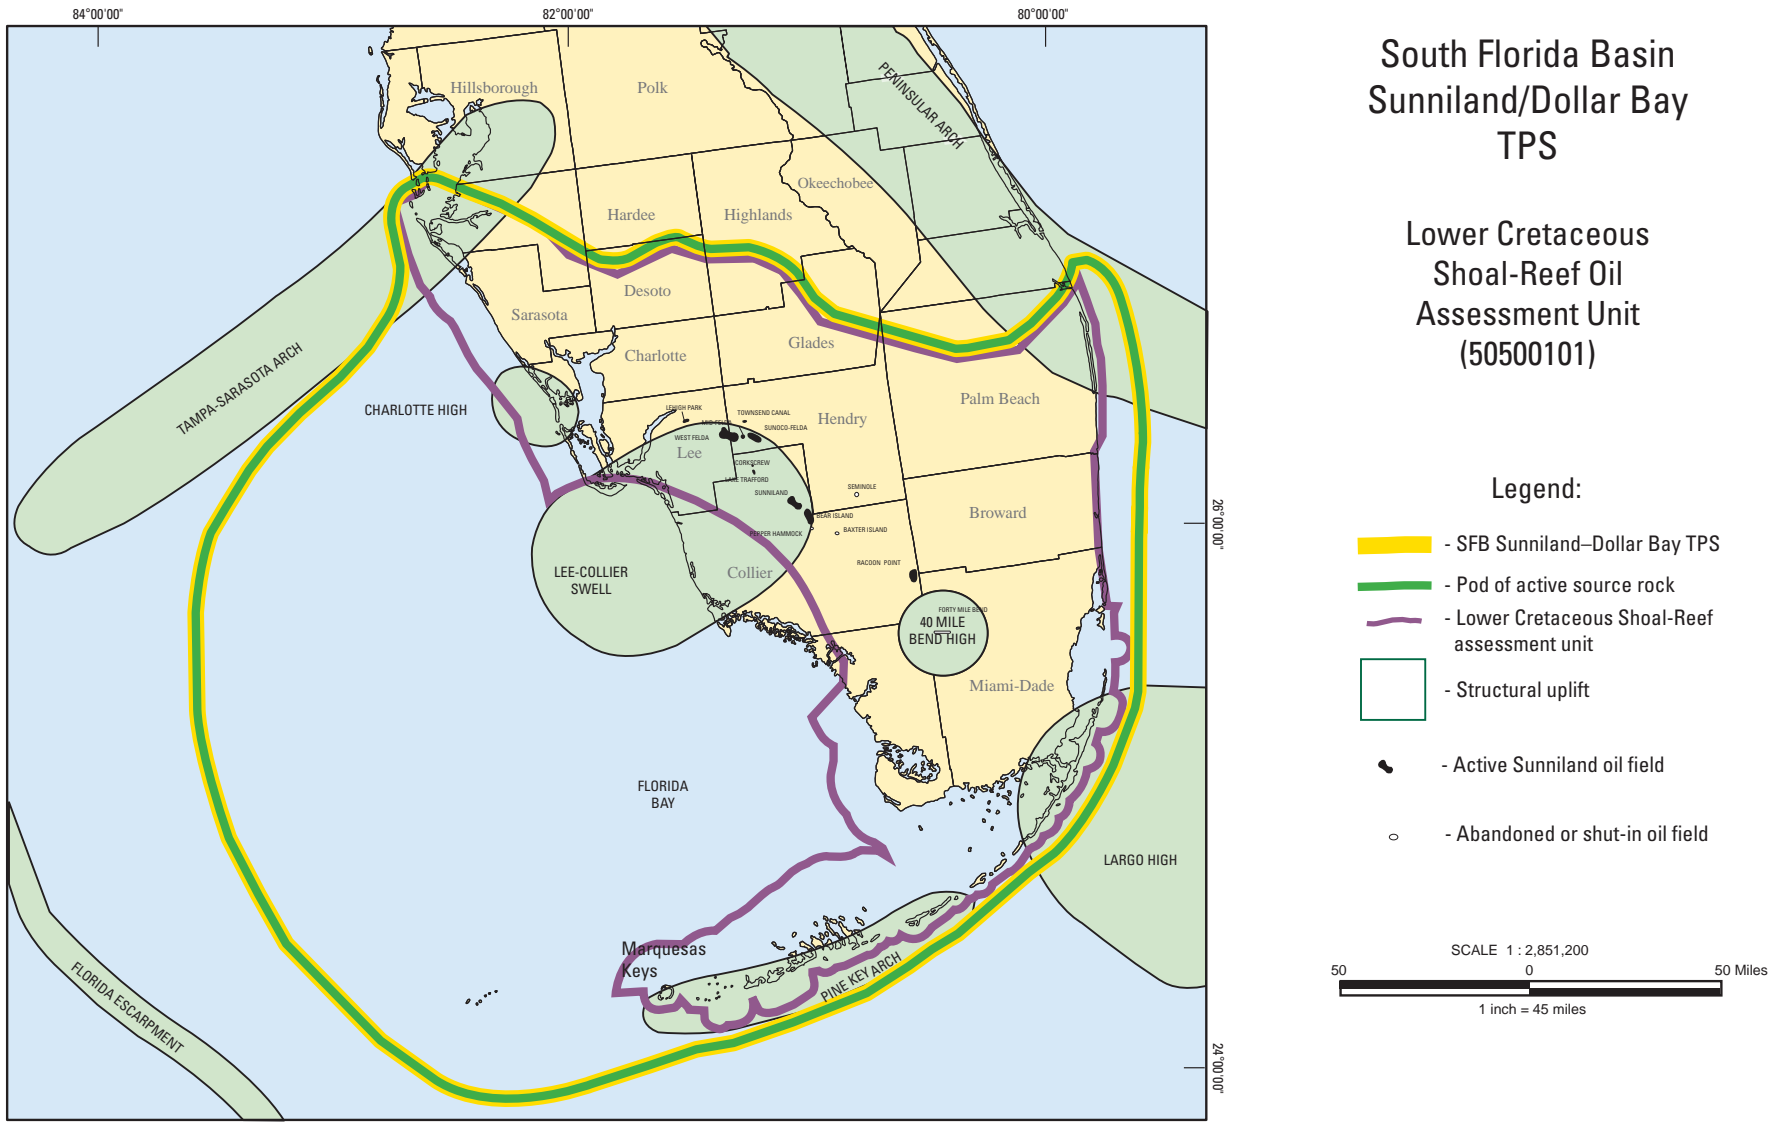 84°00'00"
82°00'00"
80°00'00"
South Florida Basin
Sunniland/Dollar Bay
TPS
Lower Cretaceous
Shoal-Reef Oil
Assessment Unit
(50500101)
Hillsborough
Polk
PENINSULAR ARCH
Okeechobee
Hardee
Highlands
Desoto
Sarasota
Charlotte
Glades
TAMPA-SARASOTA ARCH
CHARLOTTE HIGH
Palm Beach
Hendry
LEHIGH PARK
TOWNSEND CANAL
MID-FELDA
SUNOCO-FELDA
WEST FELDA
Lee
CORKSCREW
LAKE TRAFFORD
SUNNILAND
SEMINOLE
BEAR ISLAND
PEPPER HAMMOCK
BAXTER ISLAND
Broward
26°00'00"
RACOON POINT
LEE-COLLIER
SWELL
Collier
FORTY MILE BEND
40 MILE
BEND HIGH
Miami-Dade
FLORIDA
BAY
LARGO HIGH
Marquesas
Keys
PINE KEY ARCH
FLORIDA ESCARPMENT
24°00'00"
Legend:
- SFB Sunniland–Dollar Bay TPS
- Pod of active source rock
- Lower Cretaceous Shoal-Reef
assessment unit
- Structural uplift
- Active Sunniland oil field
- Abandoned or shut-in oil field
SCALE 1 : 2,851,200
50 0 50 Miles
1 inch = 45 miles